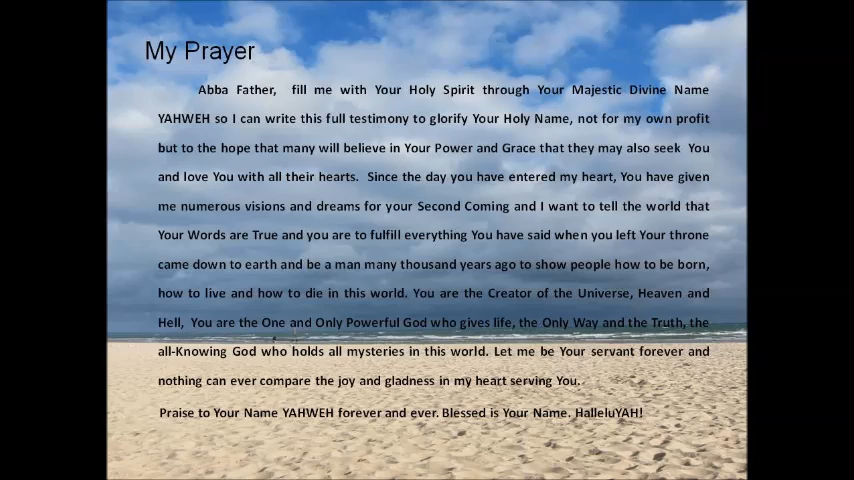 My Prayer
Abba Father, fill me with Your Holy Spirit through Your Majestic Divine Name
YAHWEH so I can write this full testimony to glorify Your Holy Name, not for my own profit
but to the hope that many will believe in Your Power and Grace that they may also seek You
and love You with all their hearts. Since the day you have entered my heart, You have given
me numerous visions and dreams for your Second Coming and I want to tell the world that
Your Words are True and you are to fulfill everything You have said when you left Your throne
came down to earth and be a man many thousand years ago to show people how to be born,
how to live and how to die in this world. You are the Creator of the Universe, Heaven and
Hell, You are the One and Only Powerful God who gives life, the Only Way and the Truth, the
all-Knowing God who holds all mysteries in this world. Let me be Your servant forever and
nothing can ever compare the joy and gladness in my heart serving You.
Praise to Your Name YAHWEH forever and ever. Blessed is Your Name. HalleluYAH!